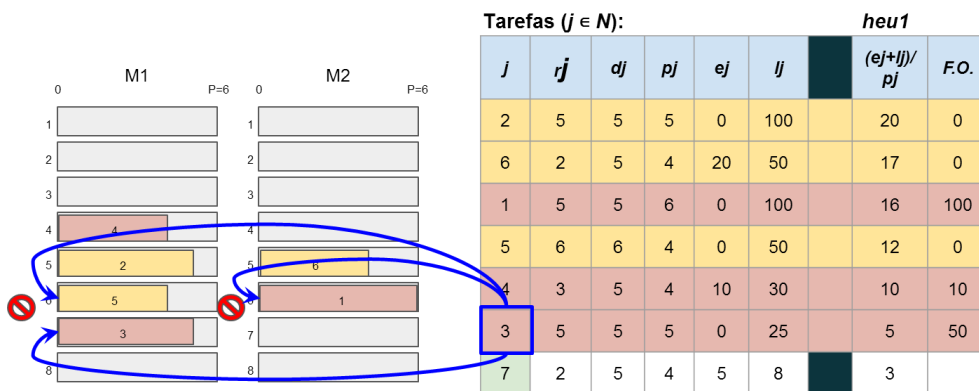 Tarefas (j ∈ N): heu1
M1 M2
0 P=6 0 P=6
j rj dj pj ej lj (ej+lj)/pj F.O.
1 1
2 2
3 3
4 4 4
5 2 5 6
5 1
7 3 7
8 8
2 5 5 5 0 100 20 0
6 2 5 4 20 50 17 0
1 5 5 6 0 100 16 100
5 6 6 4 0 50 12 0
4 3 5 4 10 30 10 10
3 5 5 5 0 25 5 50
7 2 5 4 5 8 3